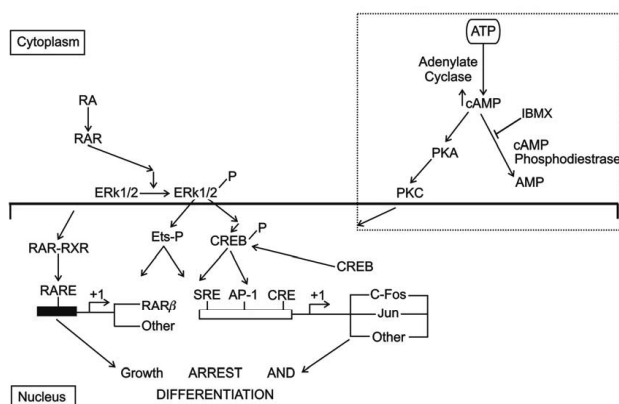 Cytoplasm
ATP
Adenylate
Cyclase
cAMP
IBMX
RA
RAR
PKA
cAMP
Phosphodiestrase
AMP
P
ERk1/2
ERk1/2
PKC
RAR-RXR
Ets-P
CREB
P
CREB
RARE
+1
RARβ
Other
SRE
AP-1
CRE
+1
C-Fos
Jun
Other
Growth ARREST AND
DIFFERENTIATION
Nucleus